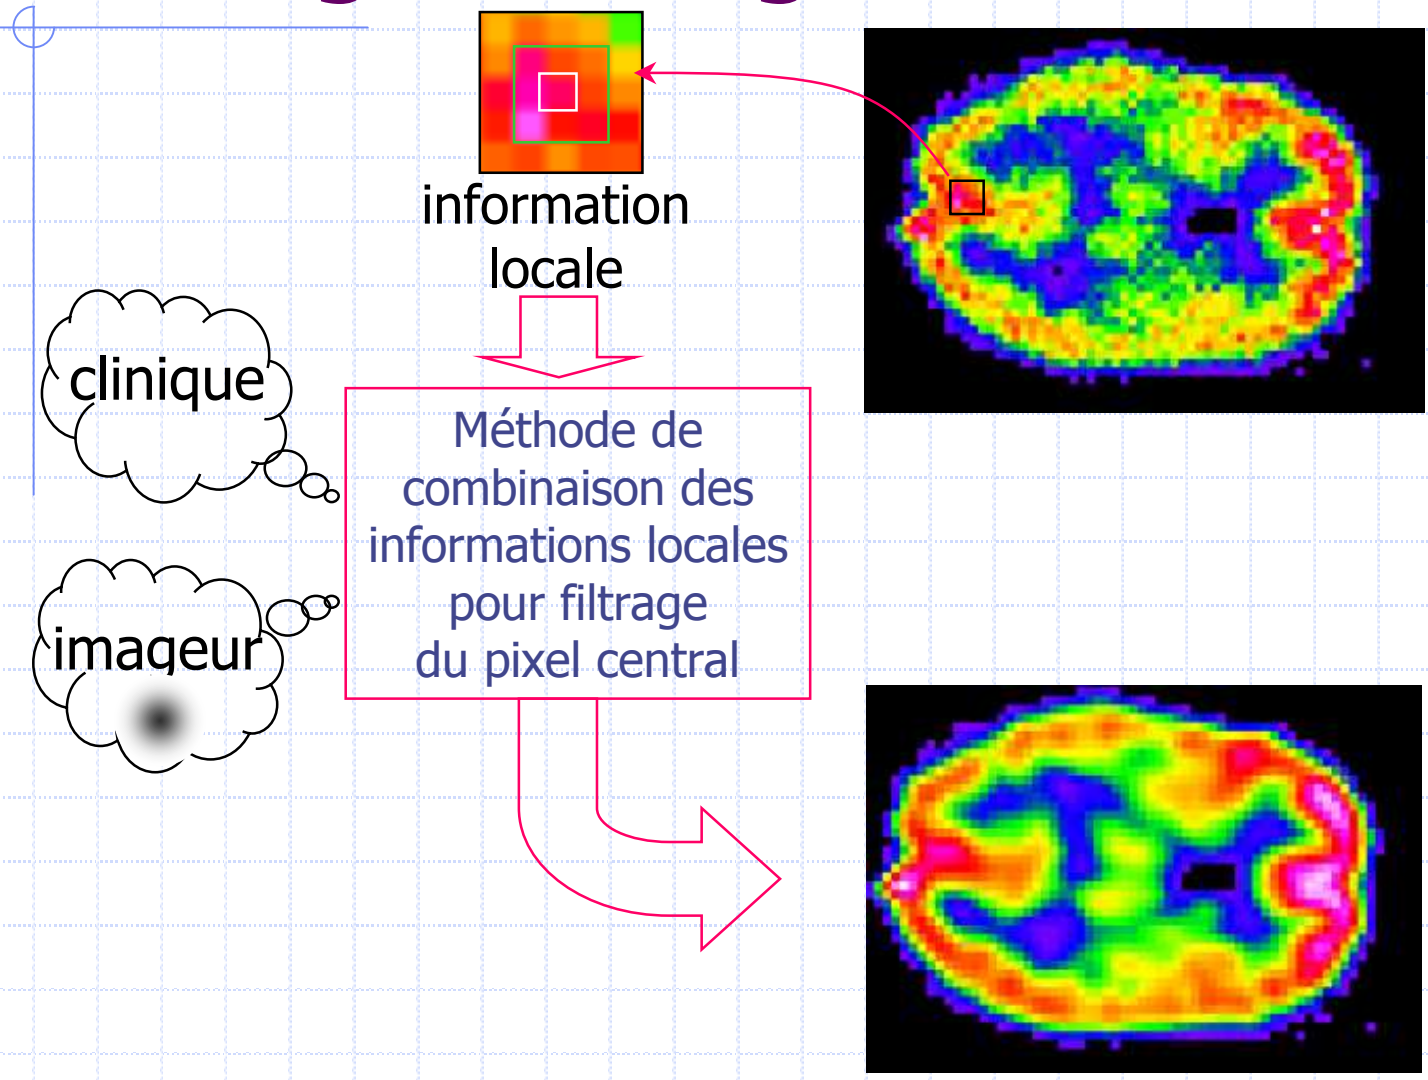 information
locale
clinique
Méthode de
combinaison des
informations locales
pour filtrage
du pixel central
imageur